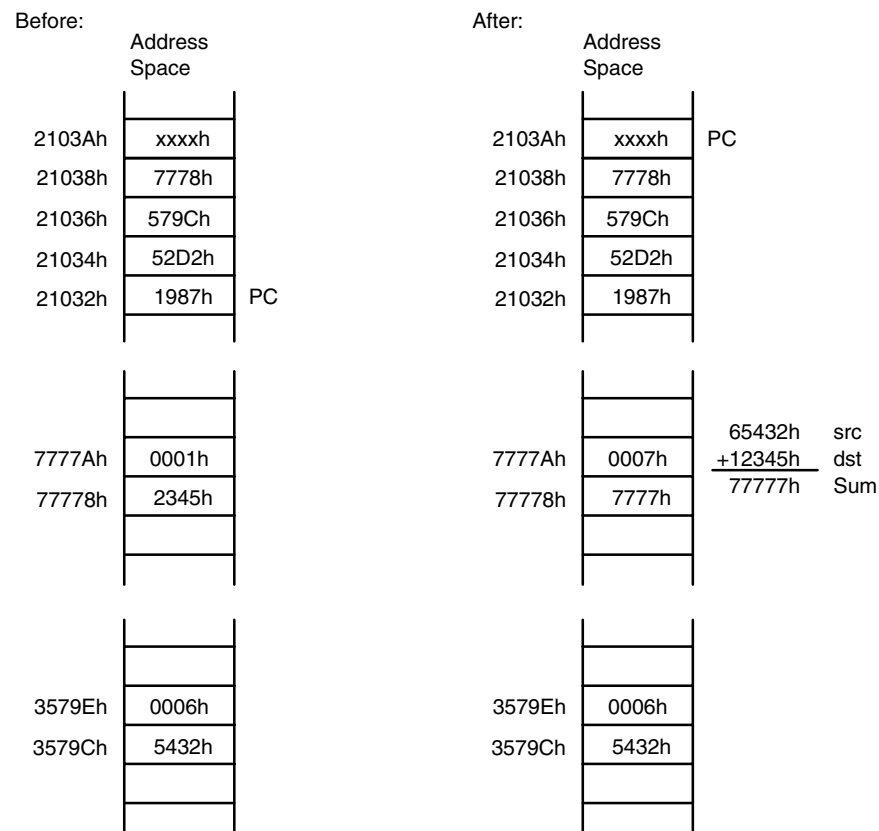 Before:
Address
Space
2103Ah xxxxh
21038h 7778h
21036h 579Ch
21034h 52D2h
21032h 1987h PC
7777Ah 0001h
77778h 2345h
3579Eh 0006h
3579Ch 5432h
After:
Address
Space
2103Ah xxxxh PC
21038h 7778h
21036h 579Ch
21034h 52D2h
21032h 1987h
65432h src
7777Ah 0007h +12345h dst
77778h 7777h 77777h Sum
3579Eh 0006h
3579Ch 5432h